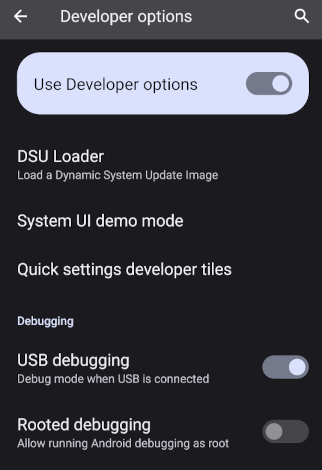 Developer options
Use Developer options
DSU Loader
Load a Dynamic System Update Image
System UI demo mode
Quick settings developer tiles
Debugging
USB debugging
Debug mode when USB is connected
Rooted debugging
Allow running Android debugging as root